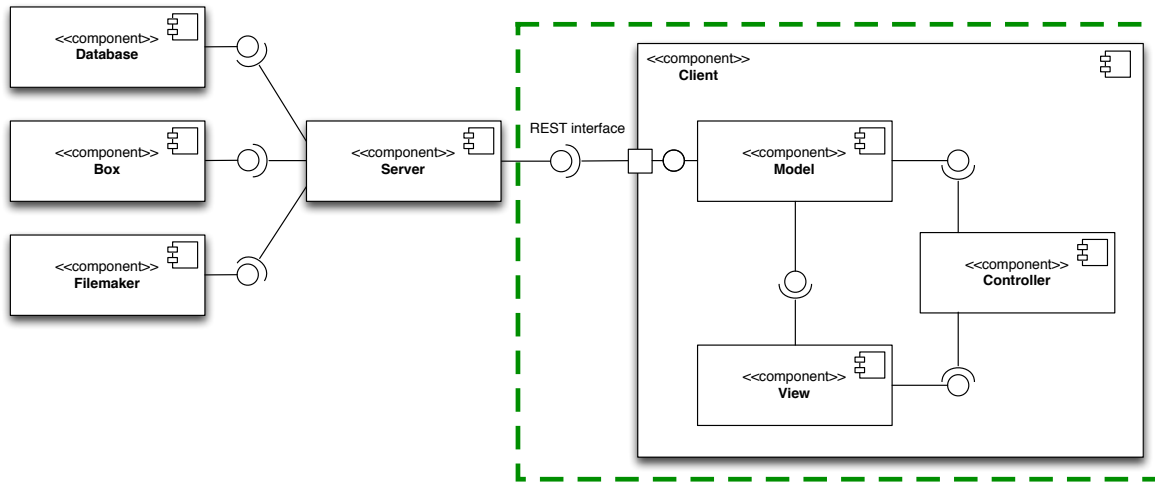 <<component>>
Database
<<component>>
Box
<<component>>
Filemaker
<<component>>
Server
REST interface
<<component>>
Client
<<component>>
Model
<<component>>
Controller
<<component>>
View